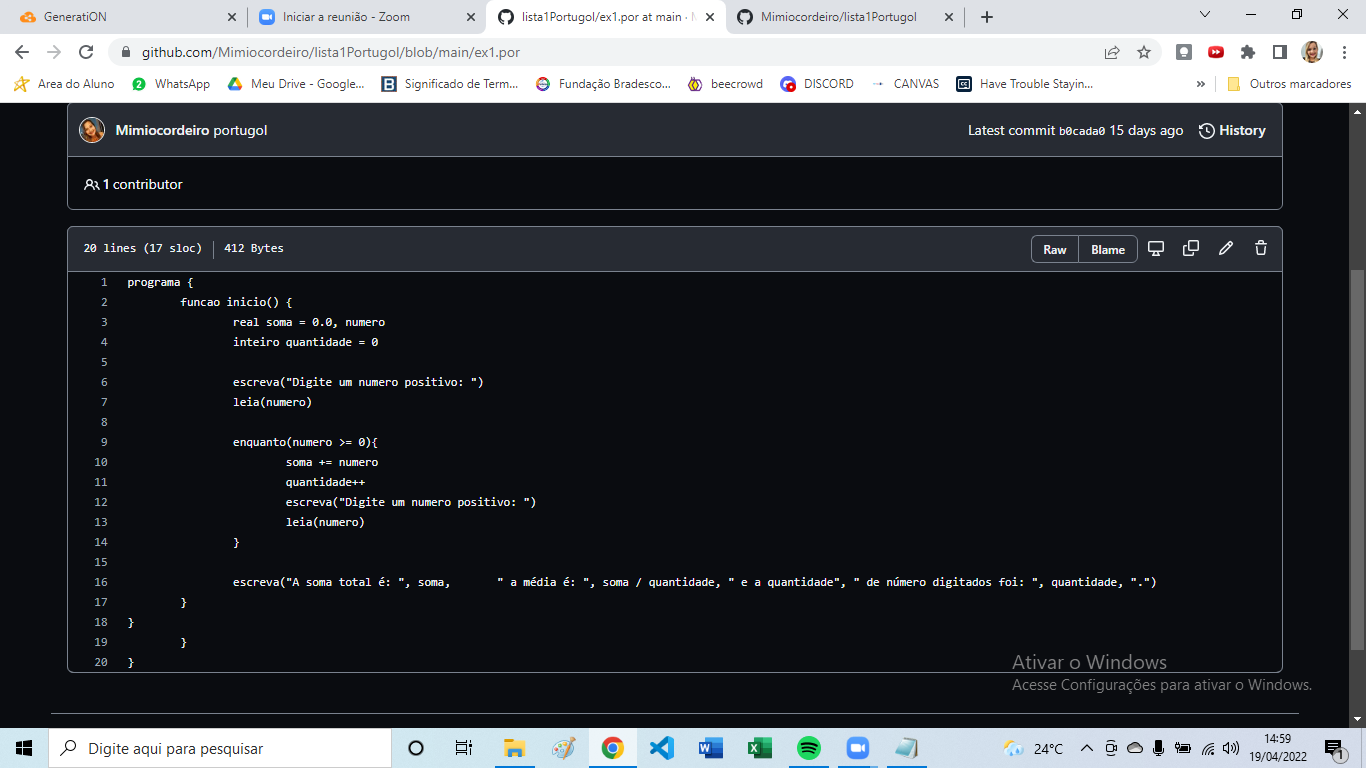 GeneratiON
Iniciar a reunião - Zoom
lista1Portugol/ex1.por at main · M
Mimiocordeiro/lista1Portugol
github.com/Mimiocordeiro/lista1Portugol/blob/main/ex1.por
Area do Aluno
2 WhatsApp
Meu Drive - Google...
B Significado de Term...
Fundação Bradesco...
beecrowd
DISCORD
CANVAS
Have Trouble Stayin...
»
Outros marcadores
Mimiocordeiro portugol
Latest commit b0cada0 15 days ago
History
1 contributor
20 lines (17 sloc)
412 Bytes
Raw
Blame
1 programa {
2 funcao inicio() {
3 real soma = 0.0, numero
4 inteiro quantidade = 0
5
6 escreva("Digite um numero positivo: ")
7 leia(numero)
8
9 enquanto(numero >= 0){
10 soma += numero
11 quantidade++
12 escreva("Digite um numero positivo: ")
13 leia(numero)
14 }
15
16 escreva("A soma total é: ", soma, " a média é: ", soma / quantidade, " e a quantidade", " de número digitados foi: ", quantidade, ".")
17 }
18 }
19 }
20 }
Ativar o Windows
Acesse Configurações para ativar o Windows.
Digite aqui para pesquisar
24°C
14:59
19/04/2022
1